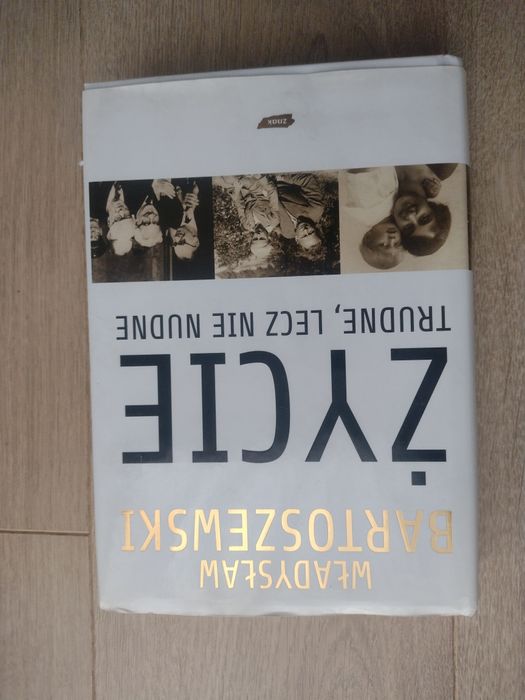 WŁADYSŁAW
BARTOSZEWSKI
ŻYCIE
TRUDNE, LECZ NIE NUDNE
znak